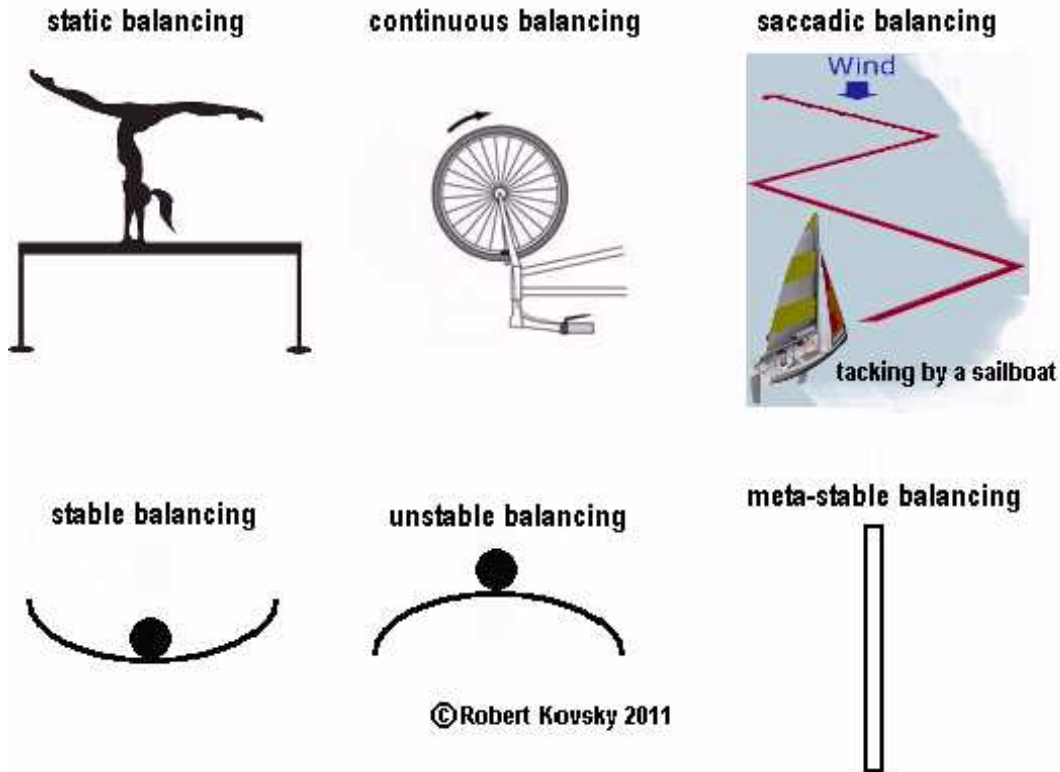 static balancing
continuous balancing
saccadic balancing
Wind
tacking by a sailboat
stable balancing
unstable balancing
meta-stable balancing
©Robert Kovsky 2011